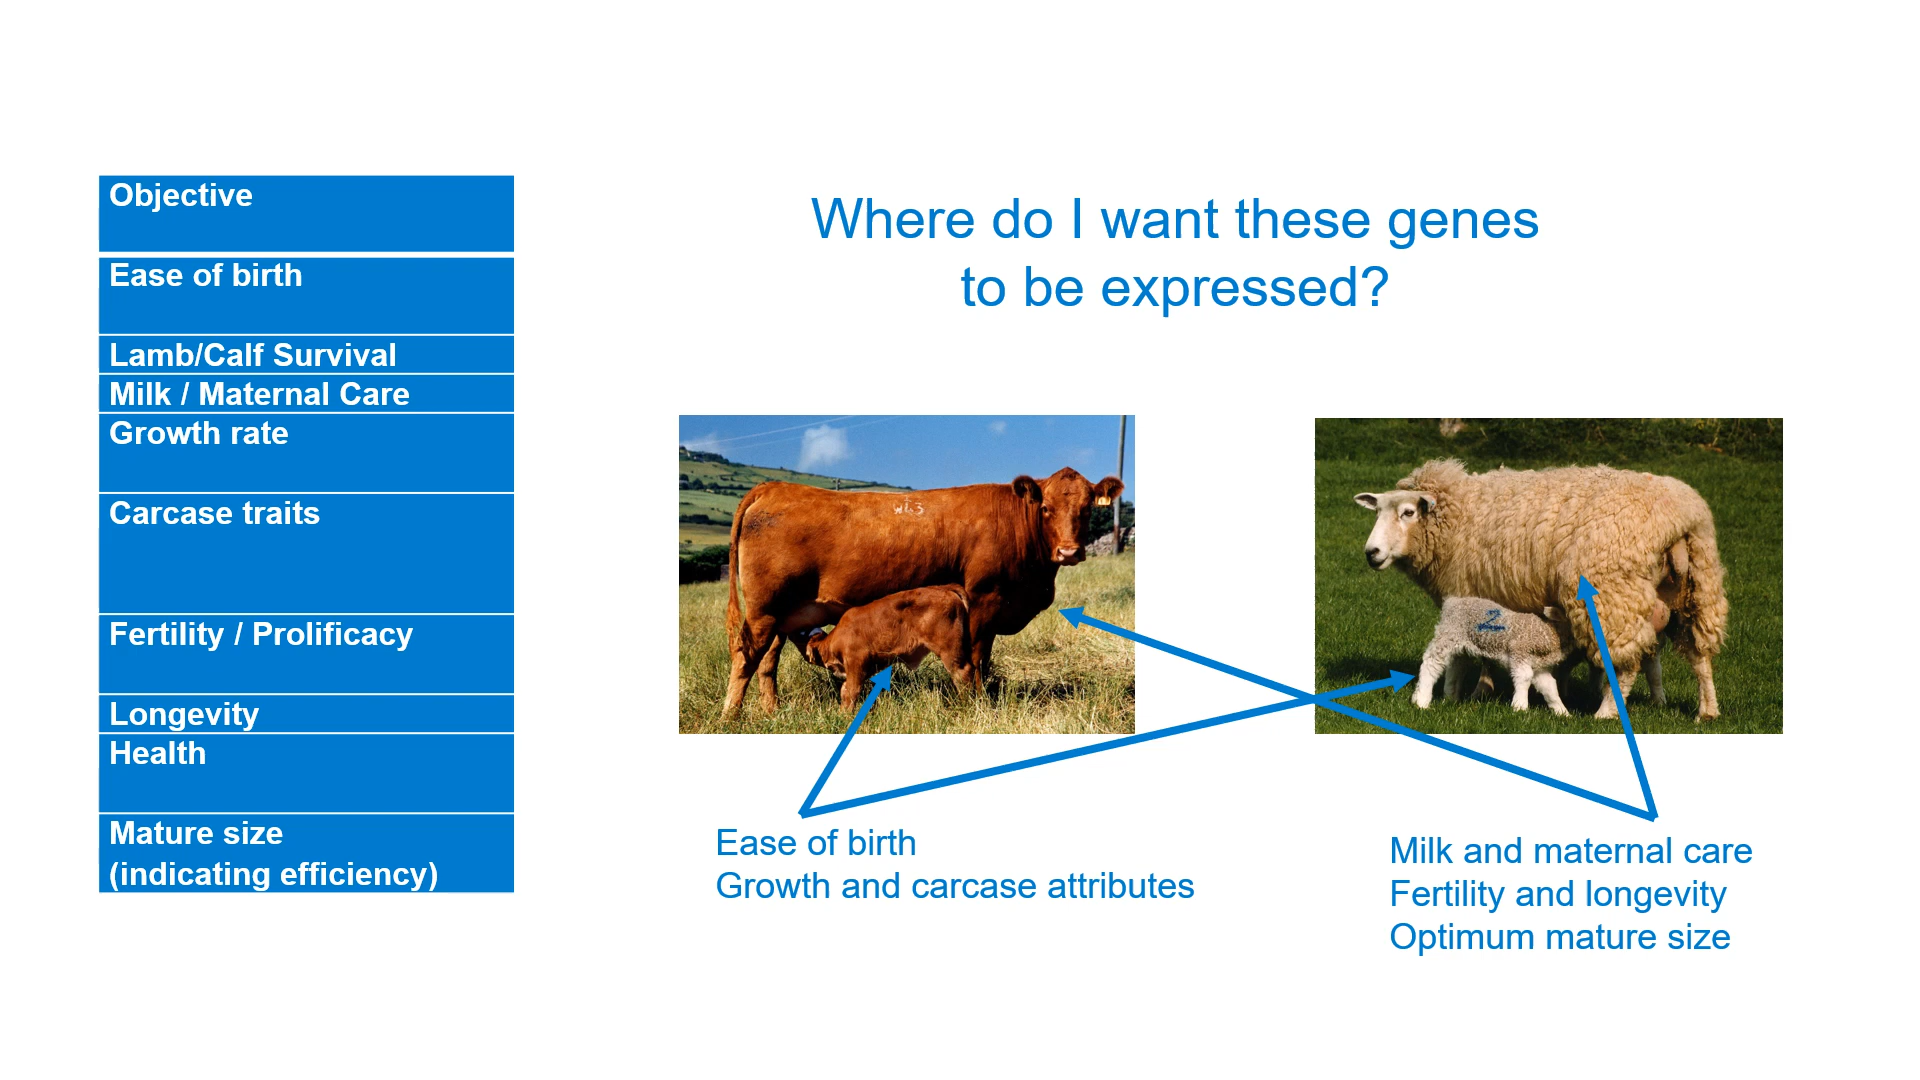 Objective
Ease of birth
Lamb/Calf Survival
Milk / Maternal Care
Growth rate
Carcase traits
Fertility / Prolificacy
Longevity
Health
Mature size
(indicating efficiency)
Where do I want these genes
to be expressed?
Ease of birth
Growth and carcase attributes
Milk and maternal care
Fertility and longevity
Optimum mature size
2